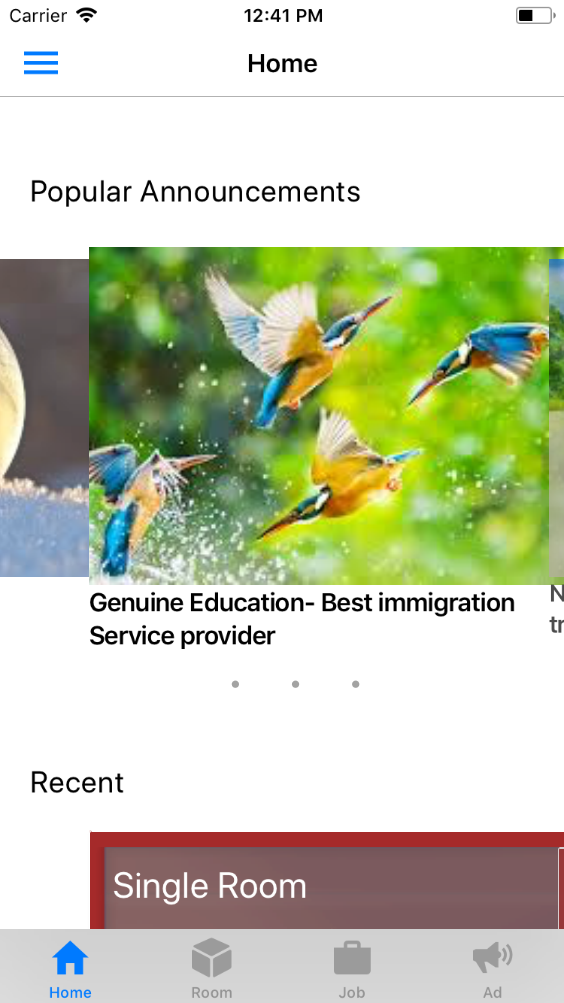 Carrier 12:41 PM
Home
Popular Announcements
Genuine Education- Best immigration
Service provider
N
tr
Recent
Single Room
Home Room Job Ad